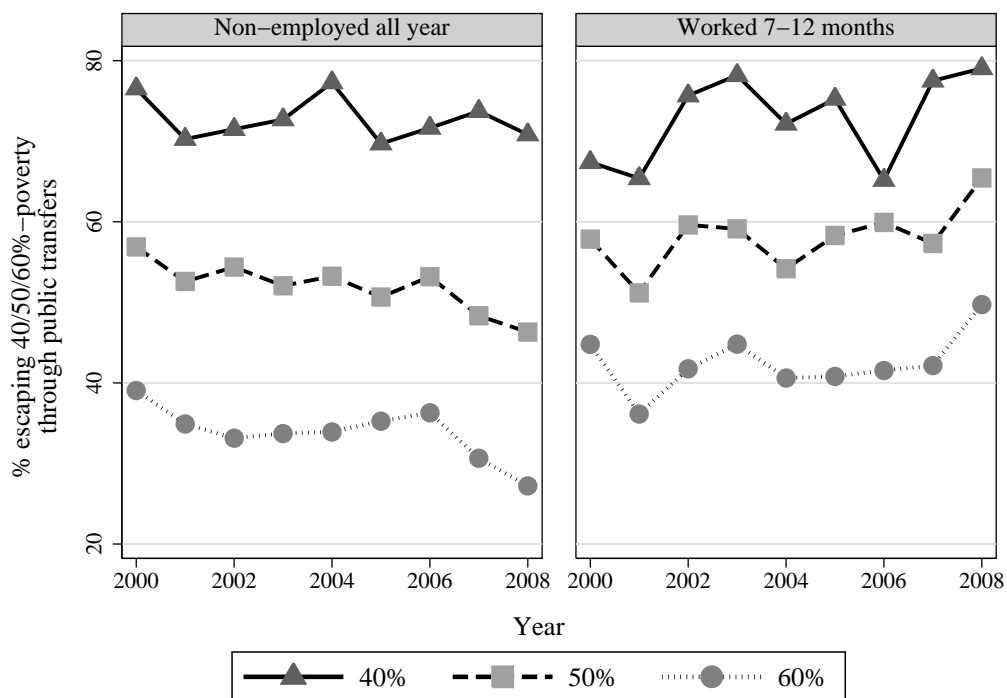 Non−employed all year
Worked 7−12 months
% escaping 40/50/60%−poverty
through public transfers
80
60
40
20
2000 2002 2004 2006 2008
2000 2002 2004 2006 2008
Year
40% 50% 60%